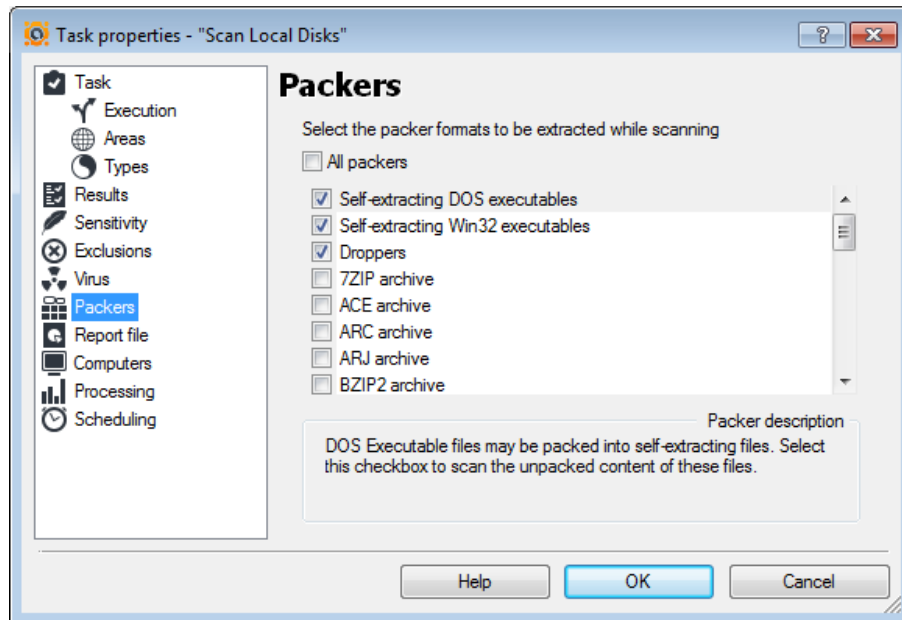 Task properties - "Scan Local Disks"
Task
Execution
Areas
Types
Results
Sensitivity
Exclusions
Virus
Packers
Report file
Computers
Processing
Scheduling
Packers
Select the packer formats to be extracted while scanning
All packers
Self-extracting DOS executables
Self-extracting Win32 executables
Droppers
7ZIP archive
ACE archive
ARC archive
ARJ archive
BZIP2 archive
Packer description
DOS Executable files may be packed into self-extracting files. Select
this checkbox to scan the unpacked content of these files.
Help
OK
Cancel